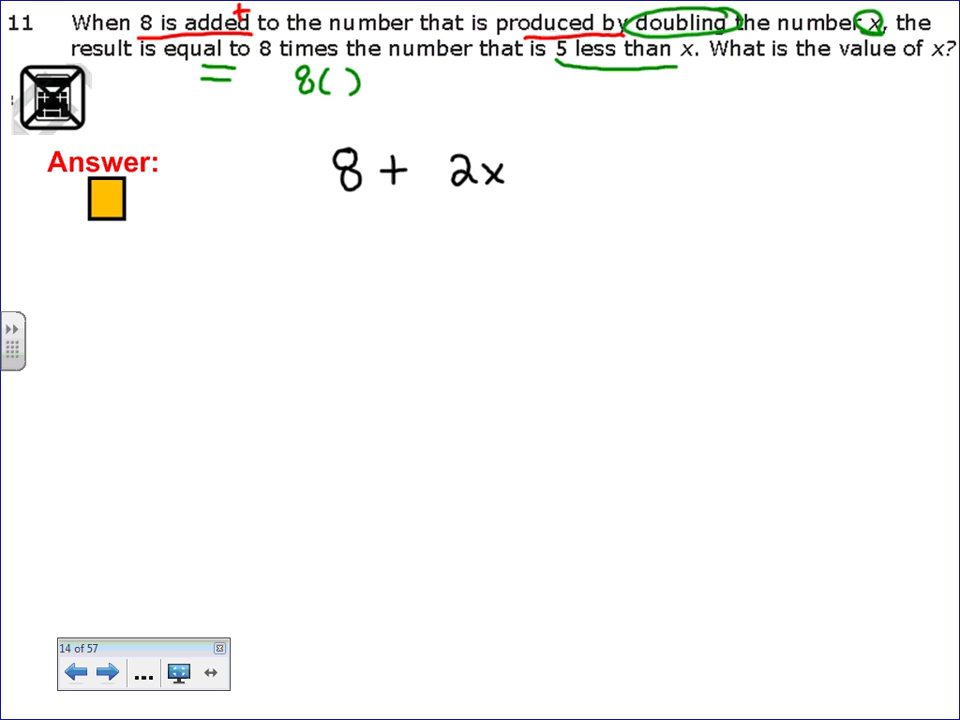 11 When 8 is added to the number that is produced by doubling the number x, the
result is equal to 8 times the number that is 5 less than x. What is the value of x?
+
= 8( )
Answer:
8 + 2x
14 of 57
...